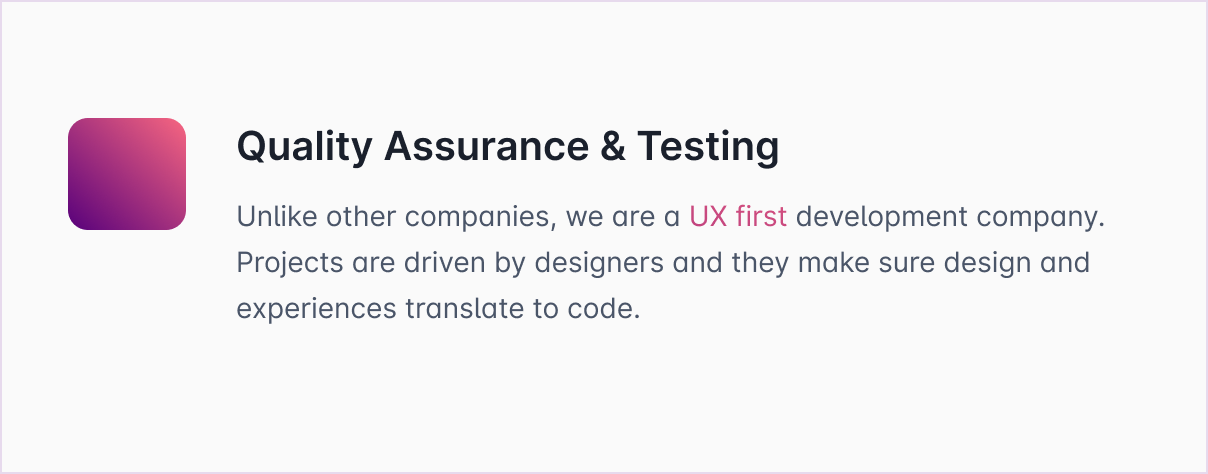 Quality Assurance & Testing
Unlike other companies, we are a UX first development company.
Projects are driven by designers and they make sure design and
experiences translate to code.